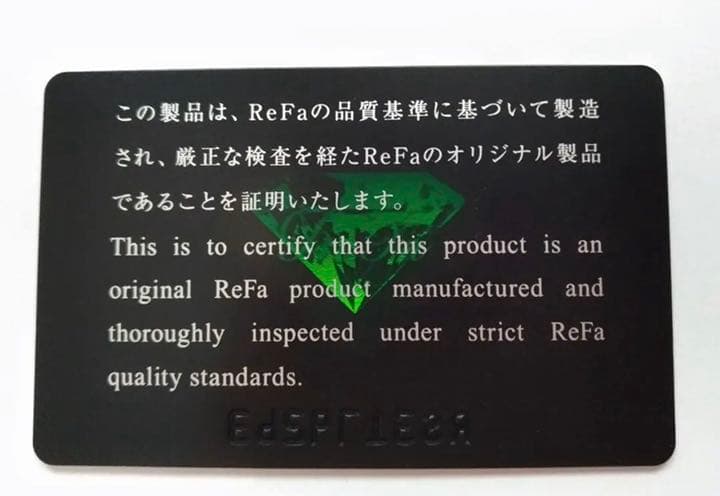 この製品は、ReFaの品質基準に基づいて製造
され、厳正な検査を経たReFaのオリジナル製品
であることを証明いたします。
This is to certify that this product is an
original ReFa product manufactured and
thoroughly inspected under strict ReFa
quality standards.